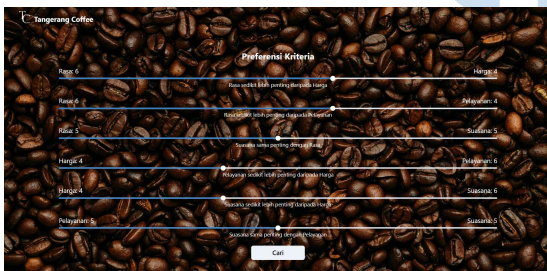 Tangerang Coffee
Preferensi Kriteria
Rasa: 6 Harga: 4
Rasa sedikit lebih penting daripada Harga
Rasa: 6 Pelayanan: 4
Rasa sedikit lebih penting daripada Pelayanan
Rasa: 5 Suasana: 5
Suasana sama penting dengan Rasa
Harga: 4 Pelayanan: 6
Pelayanan sedikit lebih penting daripada Harga
Harga: 4 Suasana: 6
Suasana sedikit lebih penting daripada Harga
Pelayanan: 5 Suasana: 5
Suasana sama penting dengan Pelayanan
Cari